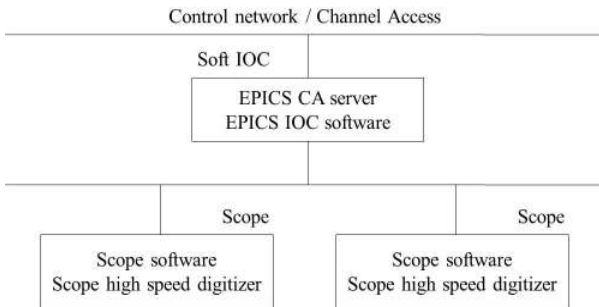 Control network / Channel Access
Soft IOC
EPICS CA server
EPICS IOC software
Scope
Scope
Scope software
Scope high speed digitizer
Scope software
Scope high speed digitizer